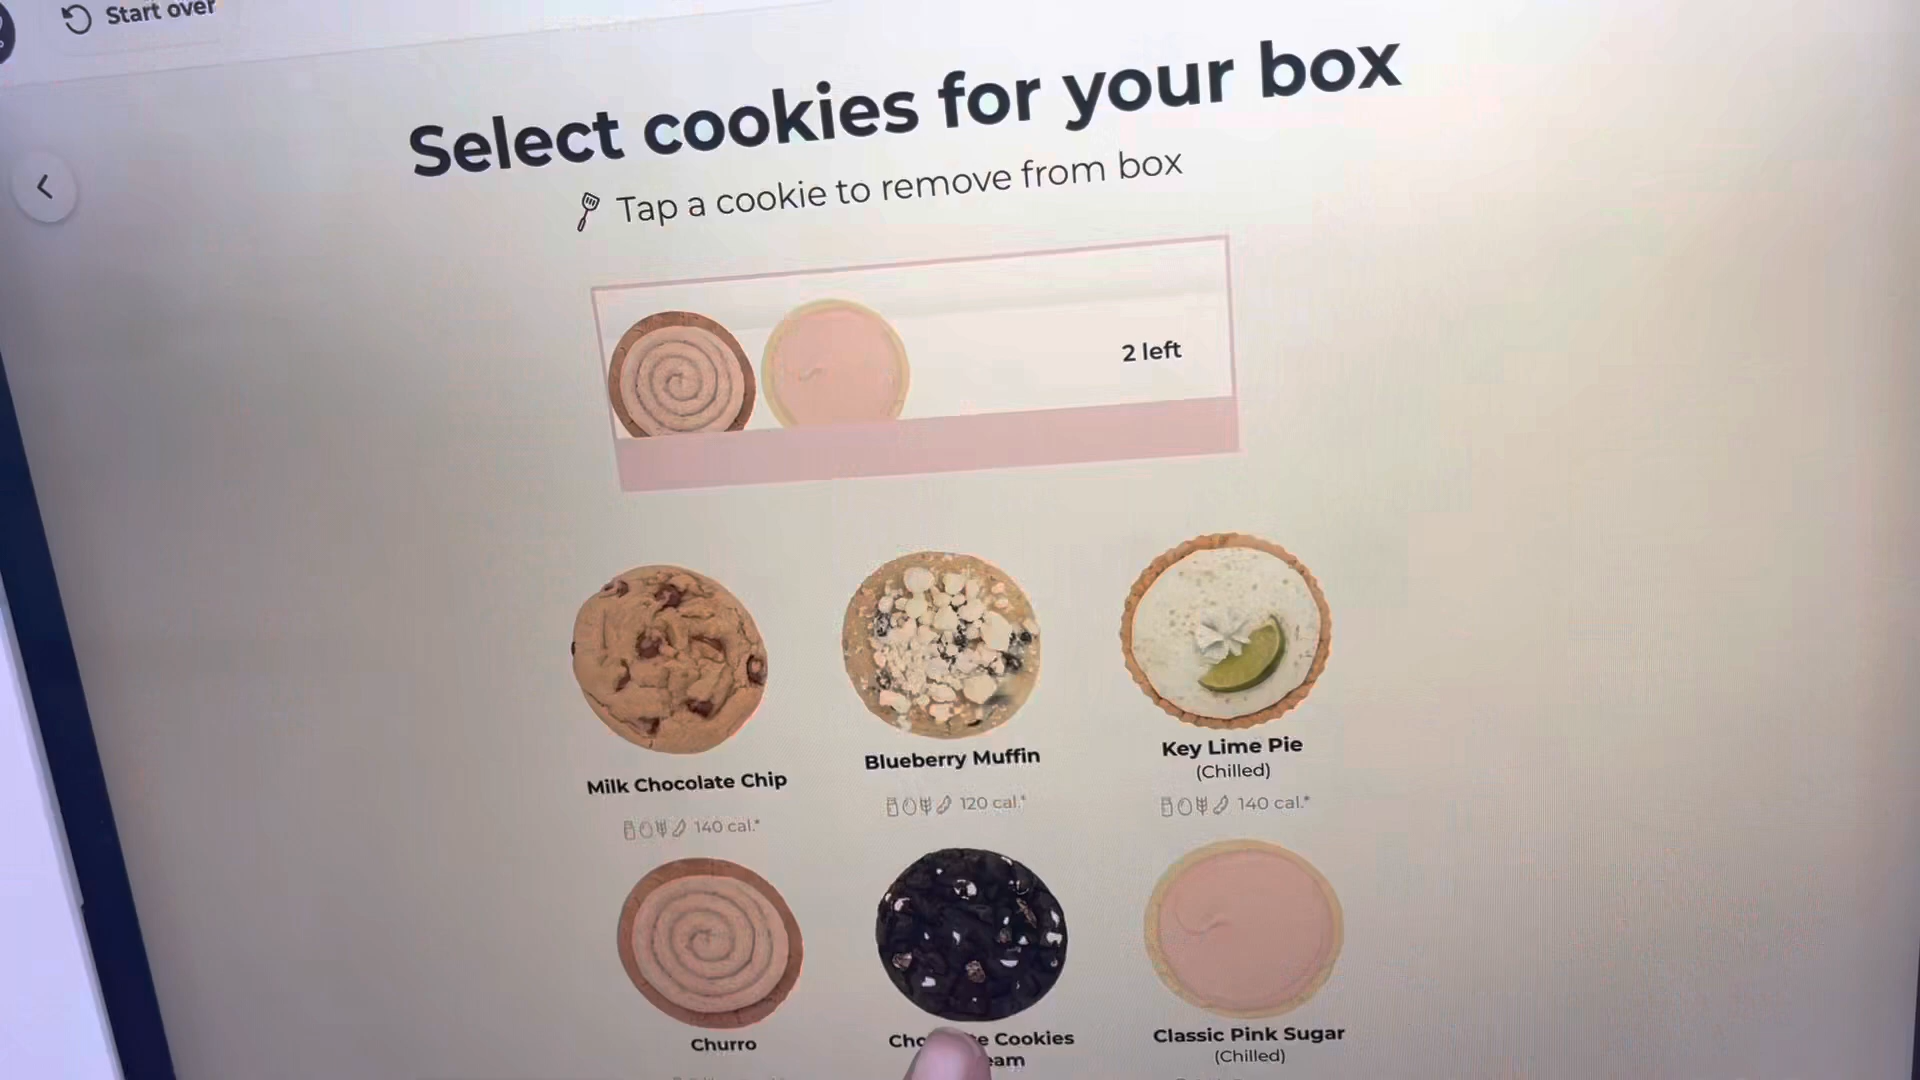 Start over
Select cookies for your box
Tap a cookie to remove from box
2 left
Milk Chocolate Chip
140 cal.*
Blueberry Muffin
120 cal.*
Key Lime Pie
(Chilled)
140 cal.*
Churro
Cookies
Classic Pink Sugar
(Chilled)